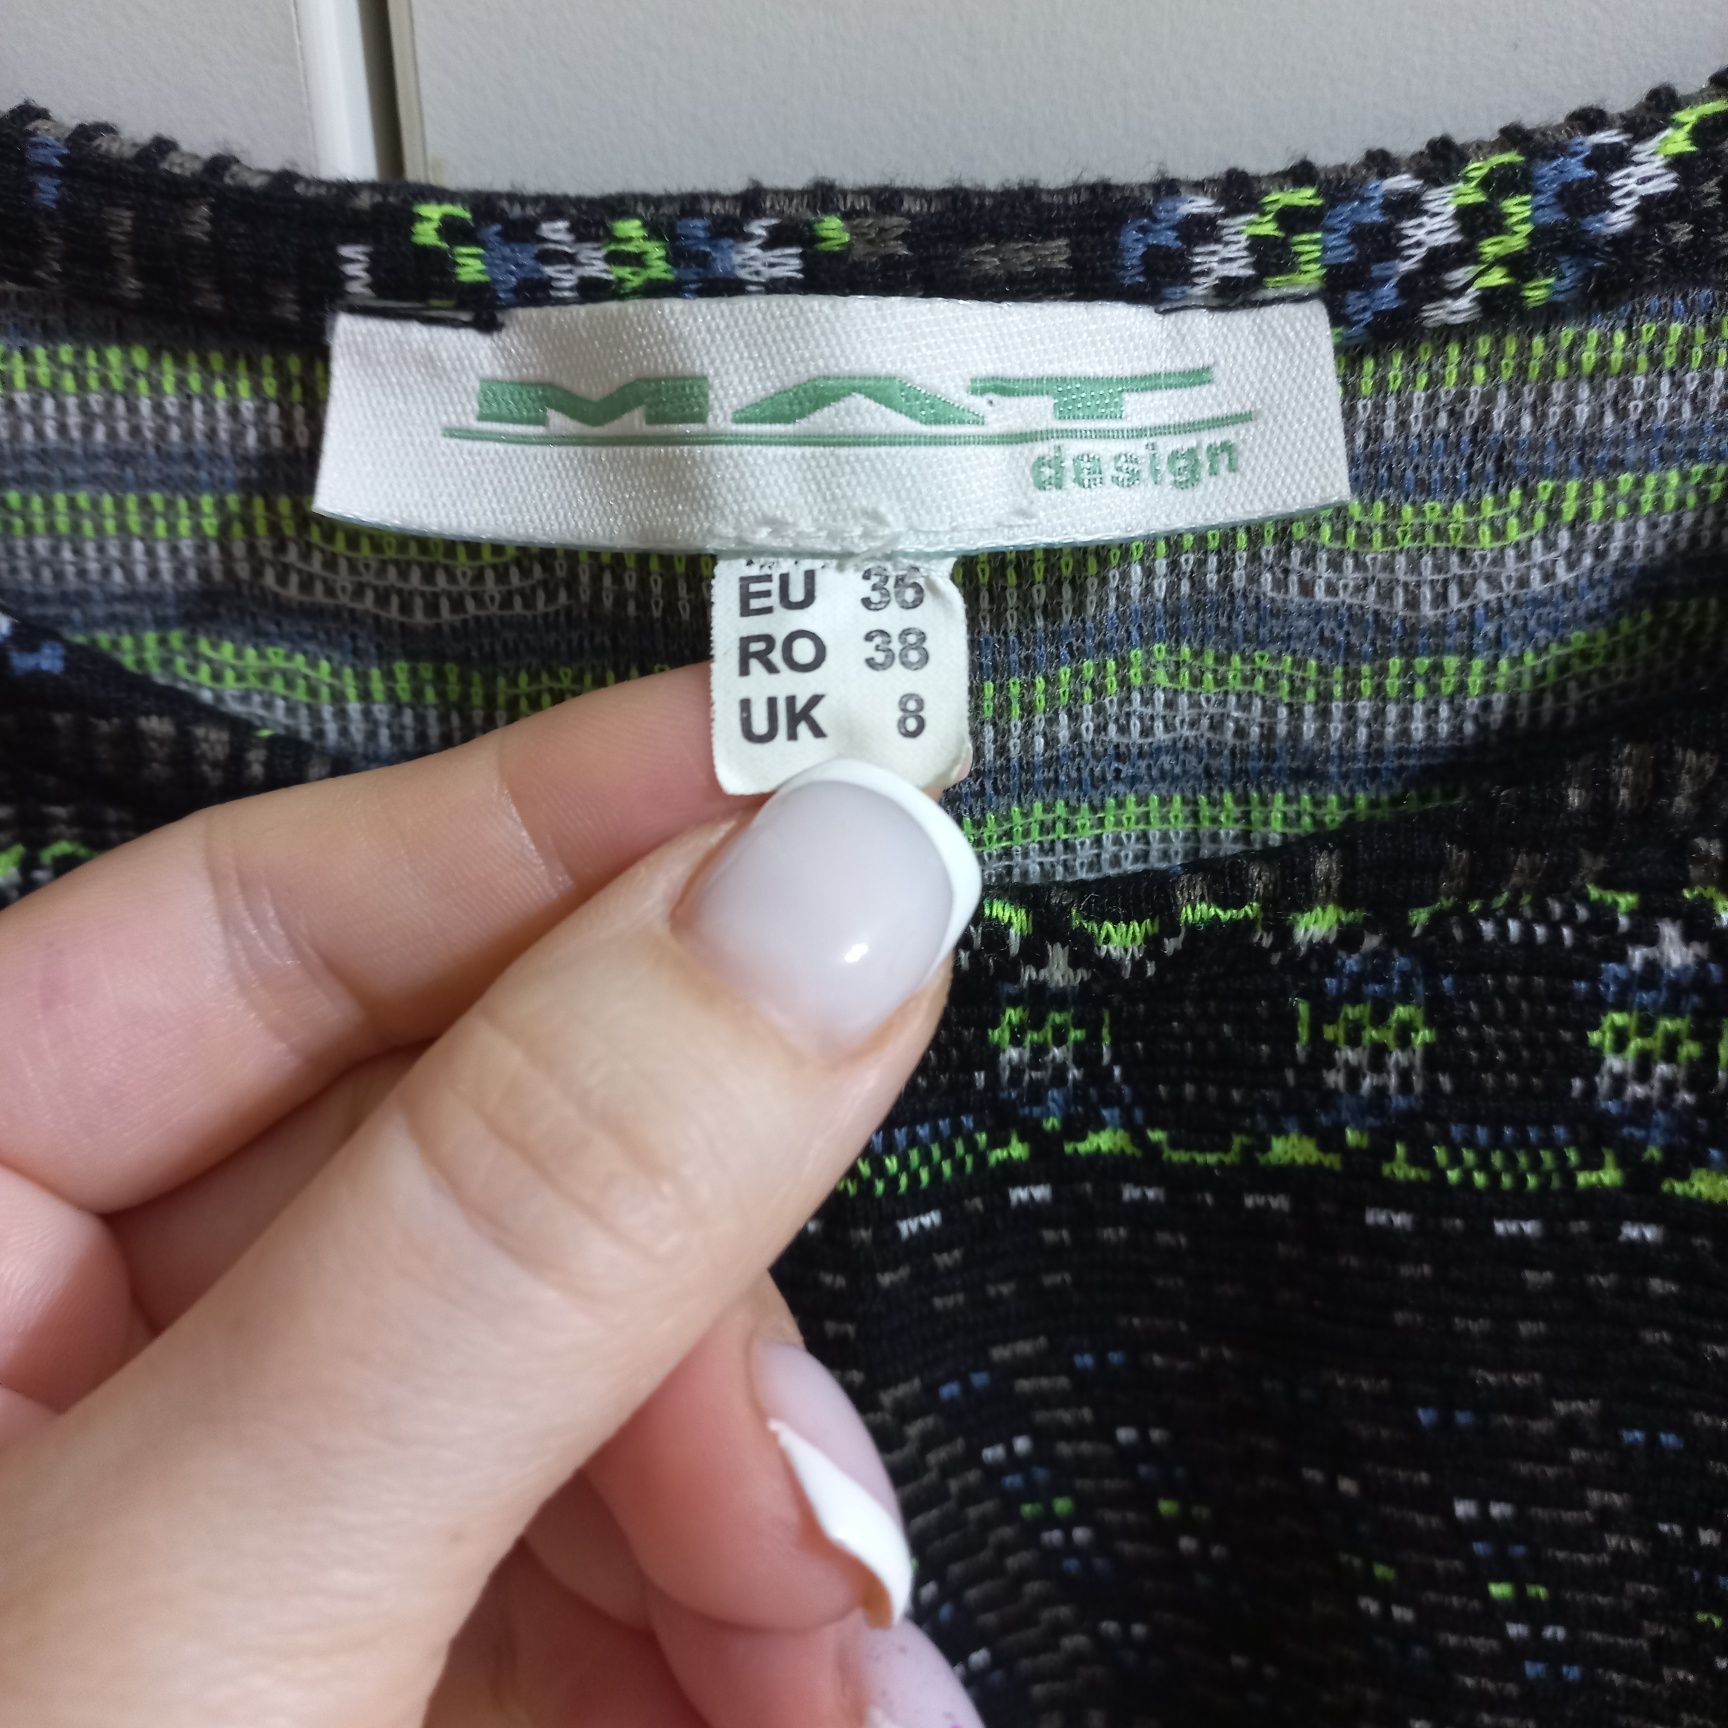 MAT
design
EU 36
RO 38
UK 8